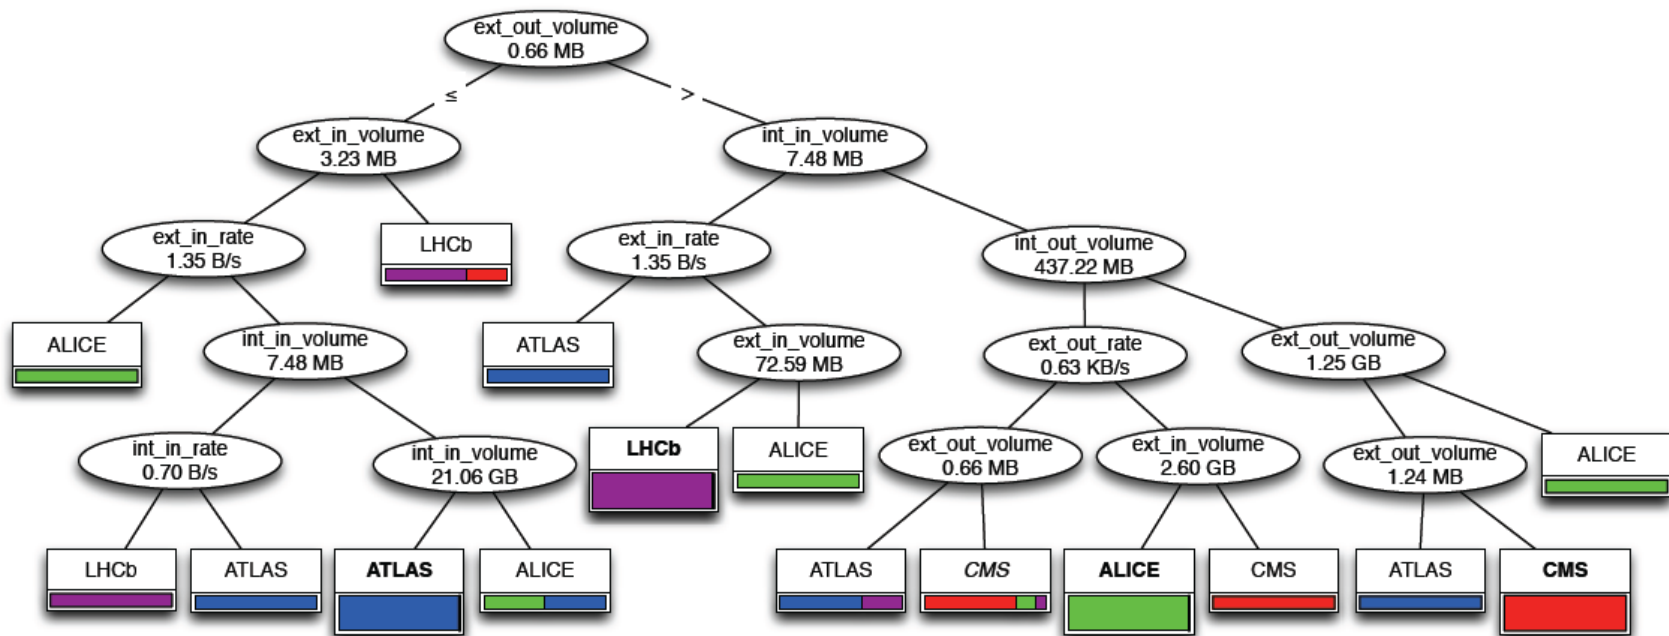 ext_out_volume
0.66 MB
≤
>
ext_in_volume
3.23 MB
int_in_volume
7.48 MB
ext_in_rate
1.35 B/s
LHCb
ext_in_rate
1.35 B/s
int_out_volume
437.22 MB
ALICE
int_in_volume
7.48 MB
ATLAS
ext_in_volume
72.59 MB
ext_out_rate
0.63 KB/s
ext_out_volume
1.25 GB
int_in_rate
0.70 B/s
int_in_volume
21.06 GB
LHCb
ALICE
ext_out_volume
0.66 MB
ext_in_volume
2.60 GB
ext_out_volume
1.24 MB
ALICE
LHCb
ATLAS
ATLAS
ALICE
ATLAS
CMS
ALICE
CMS
ATLAS
CMS